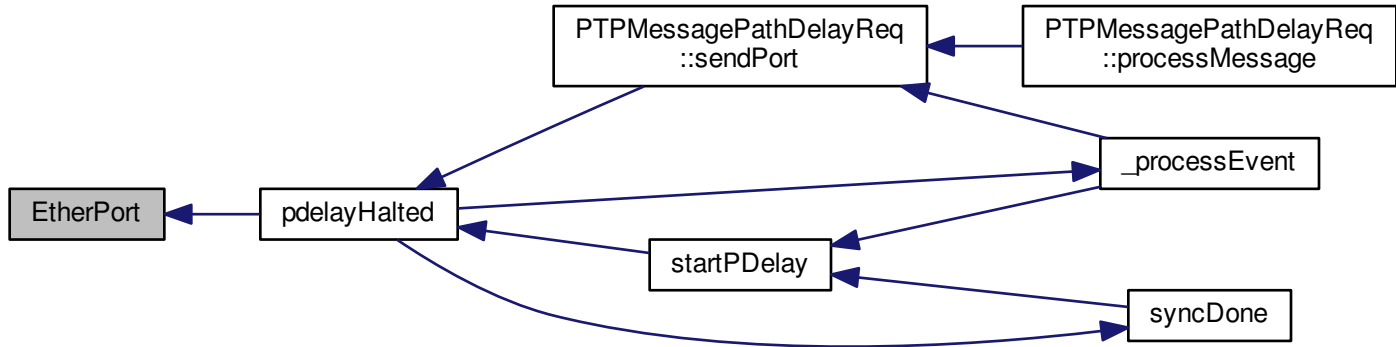 PTPMessagePathDelayReq
::sendPort
PTPMessagePathDelayReq
::processMessage
_processEvent
EtherPort
pdelayHalted
startPDelay
syncDone